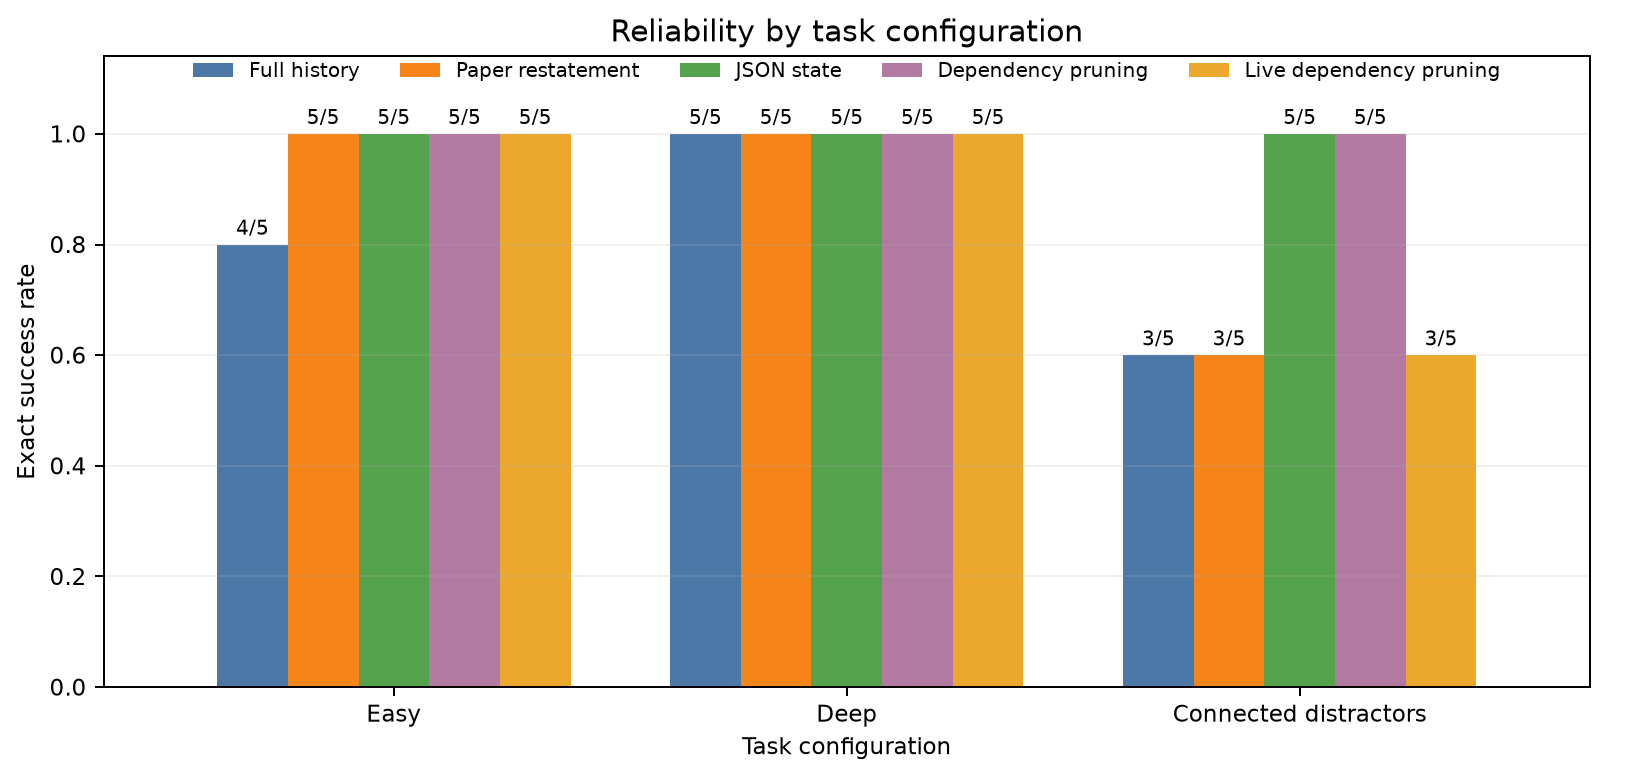 Reliability by task configuration
Full history Paper restatement JSON state Dependency pruning Live dependency pruning
5/5 5/5 5/5 5/5 5/5 5/5 5/5 5/5 5/5 5/5 5/5
4/5
3/5 3/5 3/5
1.0
0.8
0.6
0.4
0.2
0.0
Exact success rate
Easy Deep Connected distractors
Task configuration